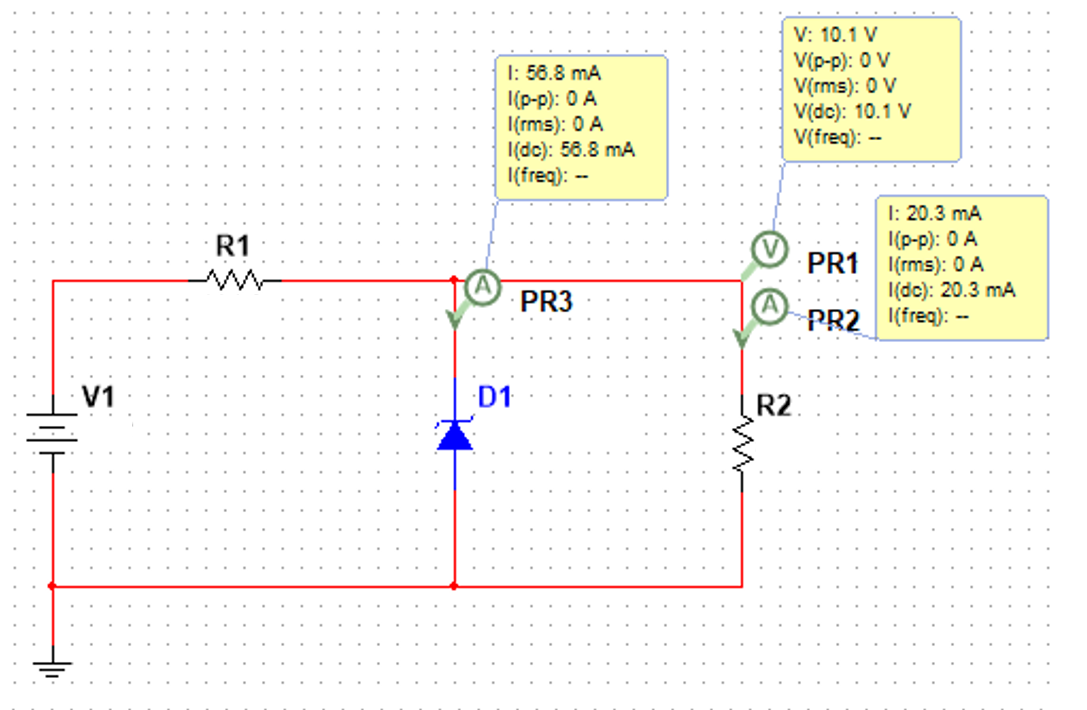 V: 10.1 V
V(p-p): 0 V
V(rms): 0 V
V(dc): 10.1 V
V(freq): --
I: 56.8 mA
I(p-p): 0 A
I(rms): 0 A
I(dc): 56.8 mA
I(freq): --
I: 20.3 mA
I(p-p): 0 A
I(rms): 0 A
I(dc): 20.3 mA
I(freq): --
R1
V
PR1
A
PR3
A
PR2
V1
D1
R2